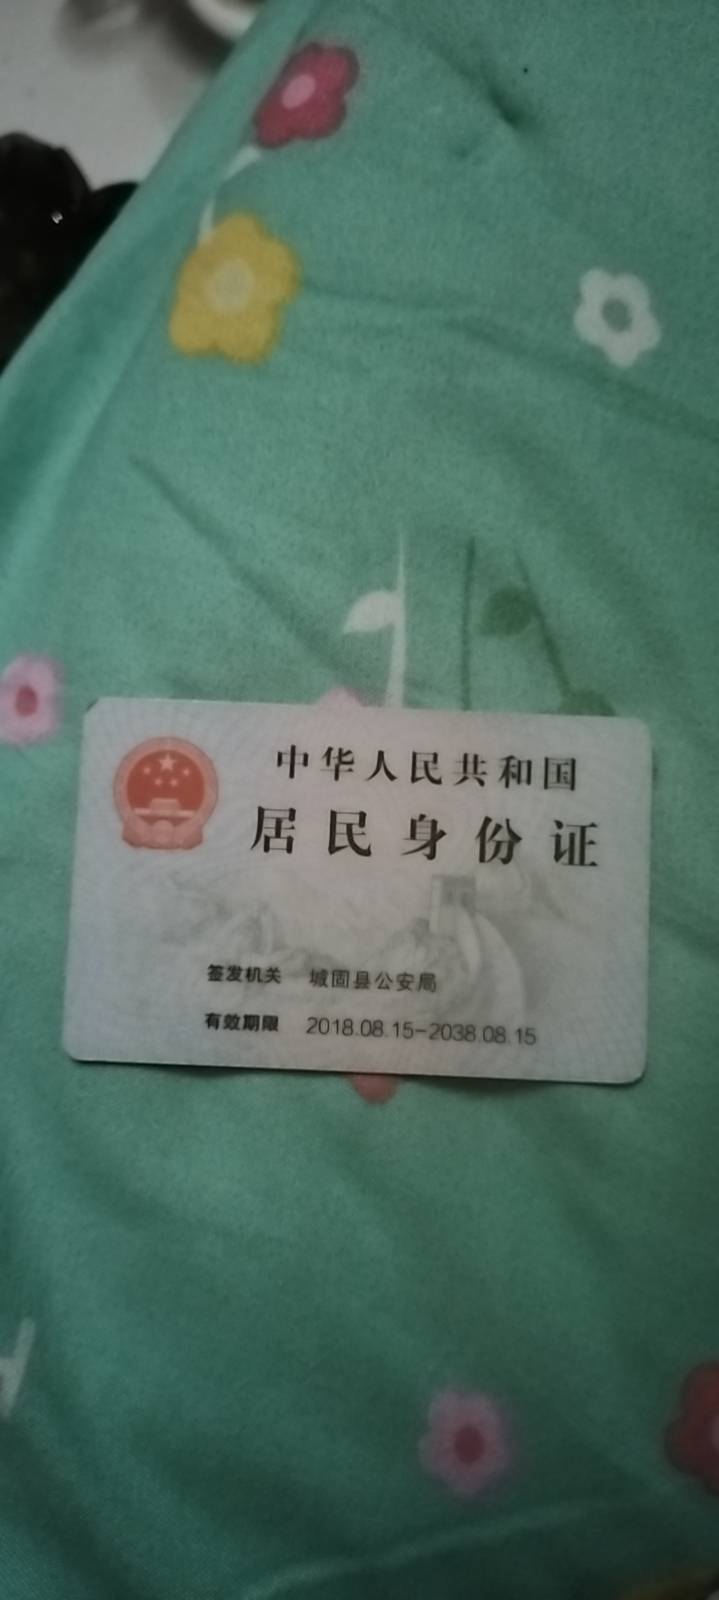 中华人民共和国
居民身份证
签发机关 城固县公安局
有效期限 2018.08.15-2038.08.15